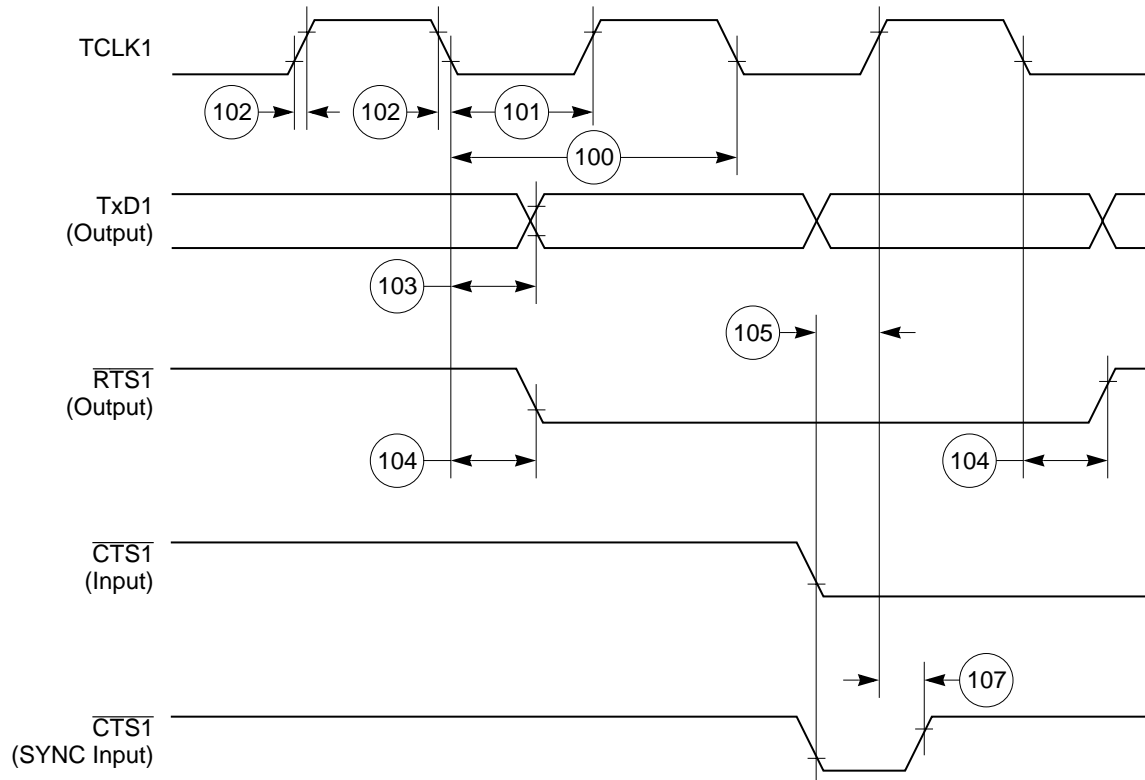 TCLK1
102
102
101
100
TxD1
(Output)
103
105
RTS1
(Output)
104
104
CTS1
(Input)
107
CTS1
(SYNC Input)